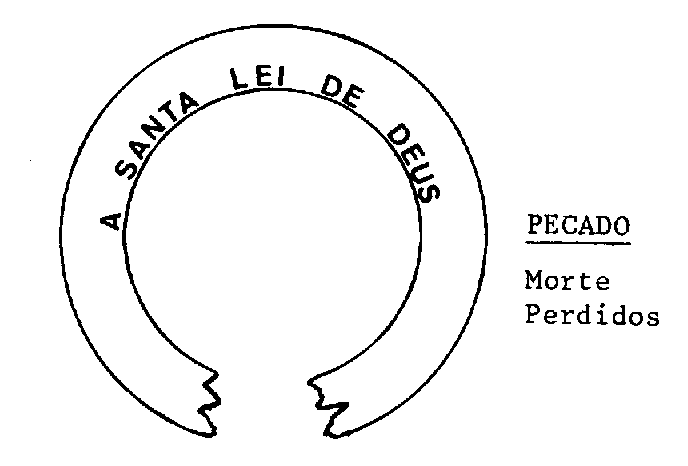 A SANTA LEI DE DEUS
PECADO
Morte
Perdidos